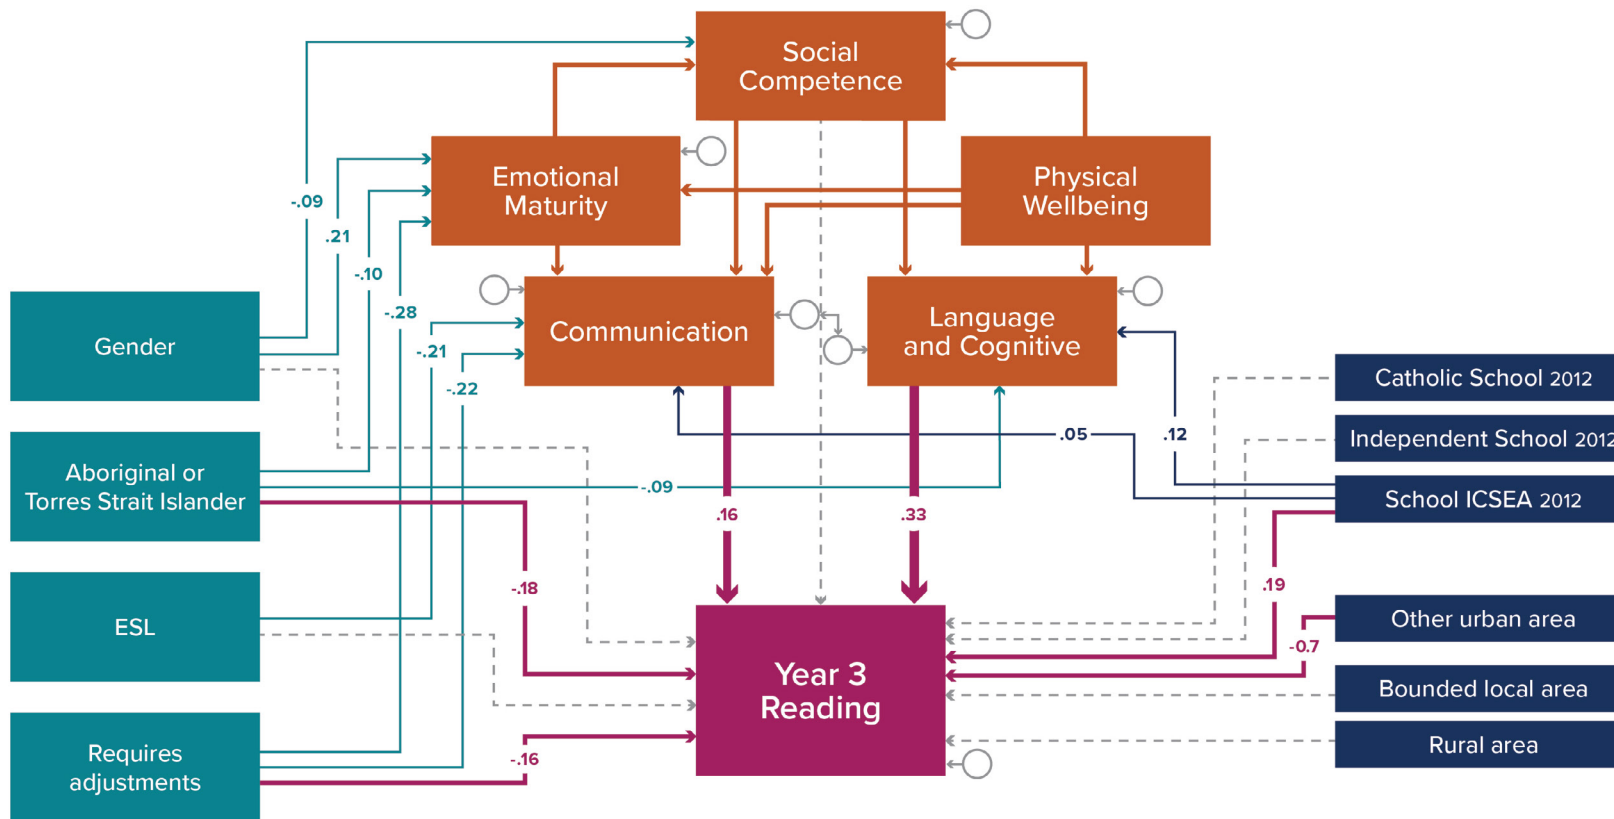 Social
Competence
Emotional
Maturity
Physical
Wellbeing
-.09
.21
-.10
-.28
-.21
-.22
Gender
Communication
Language
and Cognitive
Catholic School 2012
Independent School 2012
School ICSEA 2012
.05
.12
Aboriginal or
Torres Strait Islander
-.09
.16
.33
-.18
.19
ESL
Other urban area
-0.7
Year 3
Reading
Bounded local area
Rural area
Requires
adjustments
-.16